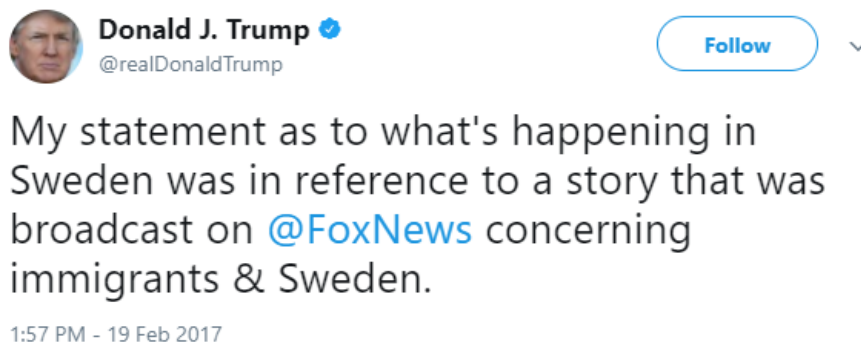 Donald J. Trump
@realDonaldTrump
Follow
My statement as to what's happening in
Sweden was in reference to a story that was
broadcast on @FoxNews concerning
immigrants & Sweden.
1:57 PM - 19 Feb 2017